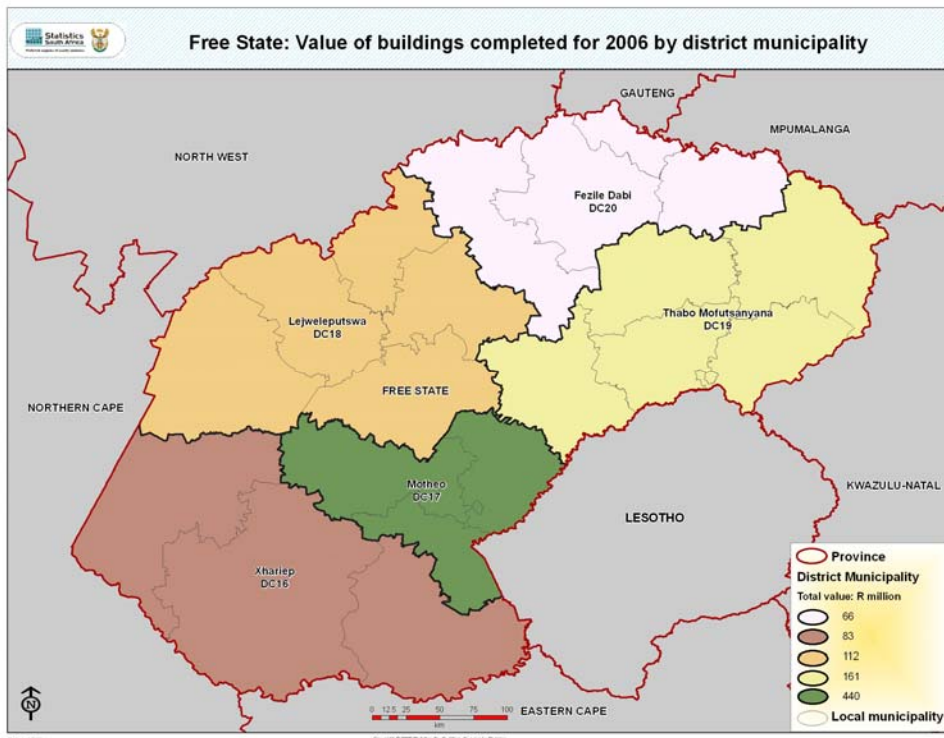 Statistics
South Africa
Free State: Value of buildings completed for 2006 by district municipality
GAUTENG
MPUMALANGA
NORTH WEST
Fezile Dabi
DC20
Thabo Mofutsanyana
DC19
Lejweleputswa
DC18
FREE STATE
NORTHERN CAPE
KWAZULU-NATAL
Motheo
DC17
LESOTHO
Xhariep
DC16
Province
District Municipality
Total value: R million
66
83
112
161
440
Local municipality
N
0 12.5 25 50 75 100
km
EASTERN CAPE